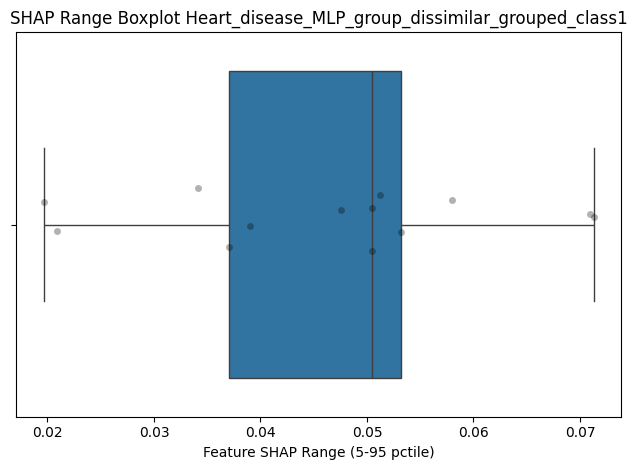 SHAP Range Boxplot Heart_disease_MLP_group_dissimilar_grouped_class1
0.02 0.03 0.04 0.05 0.06 0.07
Feature SHAP Range (5-95 pctile)